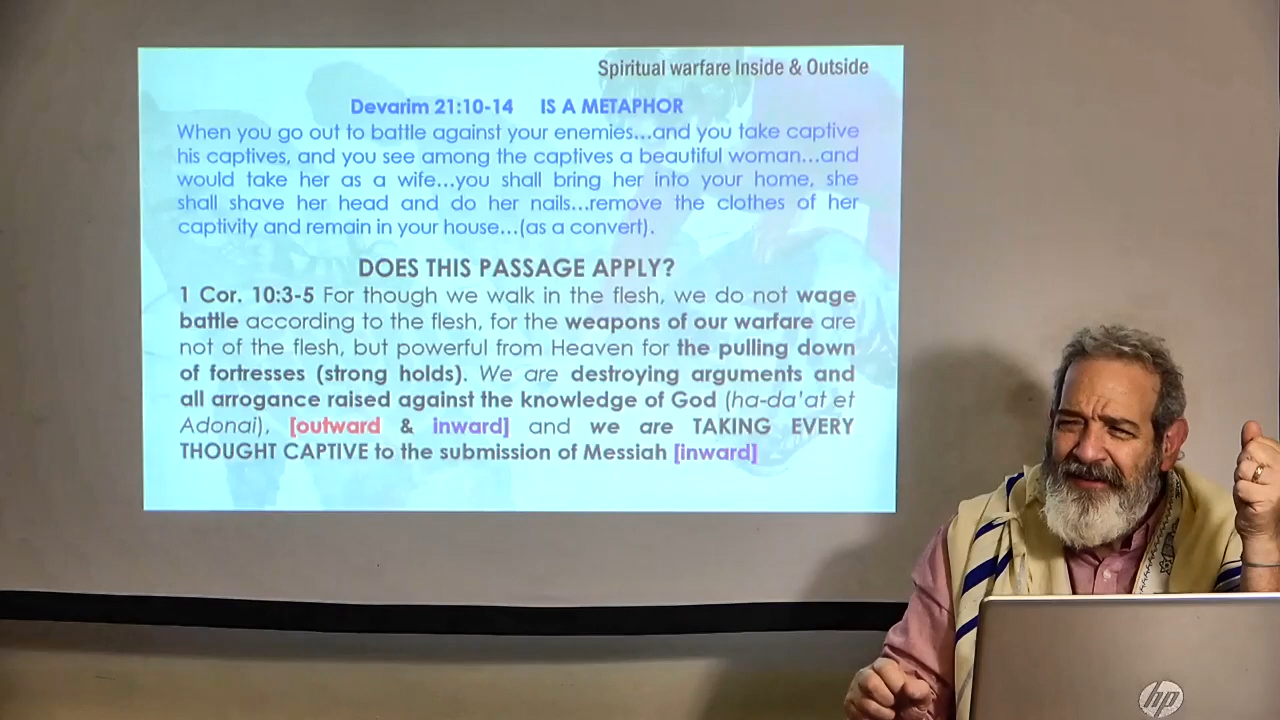 Spiritual warfare Inside & Outside
Devarim 21:10-14 IS A METAPHOR
When you go out to battle against your enemies...and you take captive
his captives, and you see among the captives a beautiful woman...and
would take her as a wife...you shall bring her into your home, she
shall shave her head and do her nails...remove the clothes of her
captivity and remain in your house...(as a convert).
DOES THIS PASSAGE APPLY?
1 Cor. 10:3-5 For though we walk in the flesh, we do not wage
battle according to the flesh, for the weapons of our warfare are
not of the flesh, but powerful from Heaven for the pulling down
of fortresses (strong holds). We are destroying arguments and
all arrogance raised against the knowledge of God (ha-da'at et
Adonai), [outward & inward] and we are TAKING EVERY
THOUGHT CAPTIVE to the submission of Messiah [inward]
hp